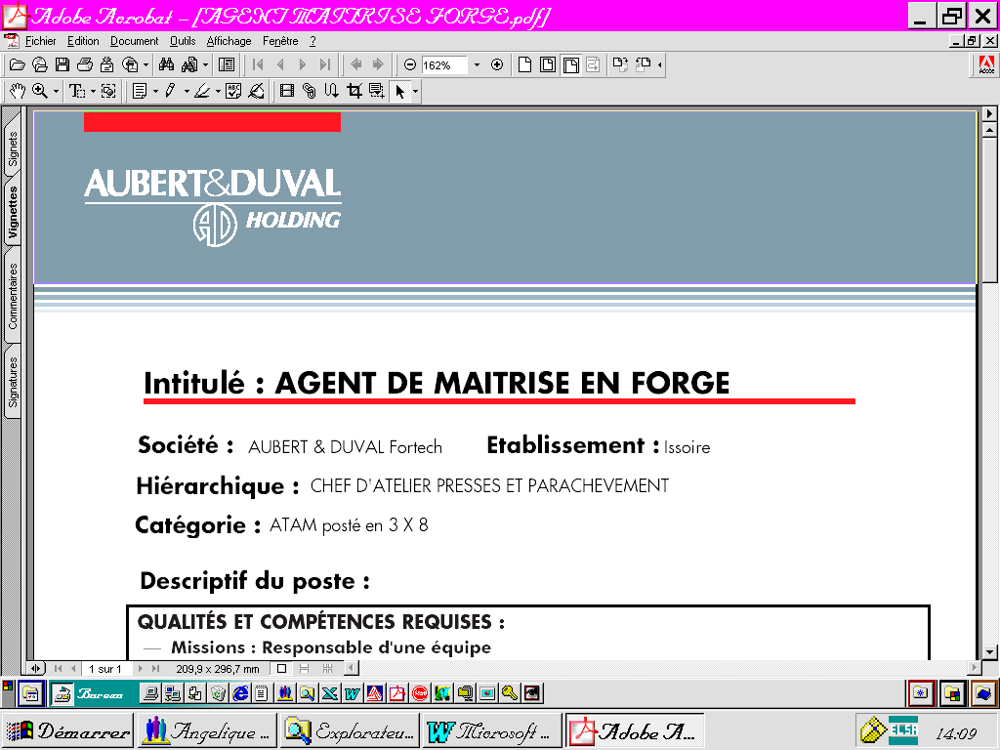 Adobe Acrobat – [AGENT MAITRISE FORGE.pdf]
Fichier Edition Document Outils Affichage Fenêtre ?
162%
Adobe
Signets
Vignettes
Commentaires
Signatures
AUBERT&DUVAL
AD HOLDING
Intitulé : AGENT DE MAITRISE EN FORGE
Société : AUBERT & DUVAL Fortech Etablissement : Issoire
Hiérarchique : CHEF D'ATELIER PRESSES ET PARACHEVEMENT
Catégorie : ATAM posté en 3 X 8
Descriptif du poste :
QUALITÉS ET COMPÉTENCES REQUISES :
— Missions : Responsable d'une équipe
1 sur 1 209,9 x 296,7 mm
Bureau
Démarrer Angelique ... Explorateu... Microsoft ... Adobe A... ELSA 14:09